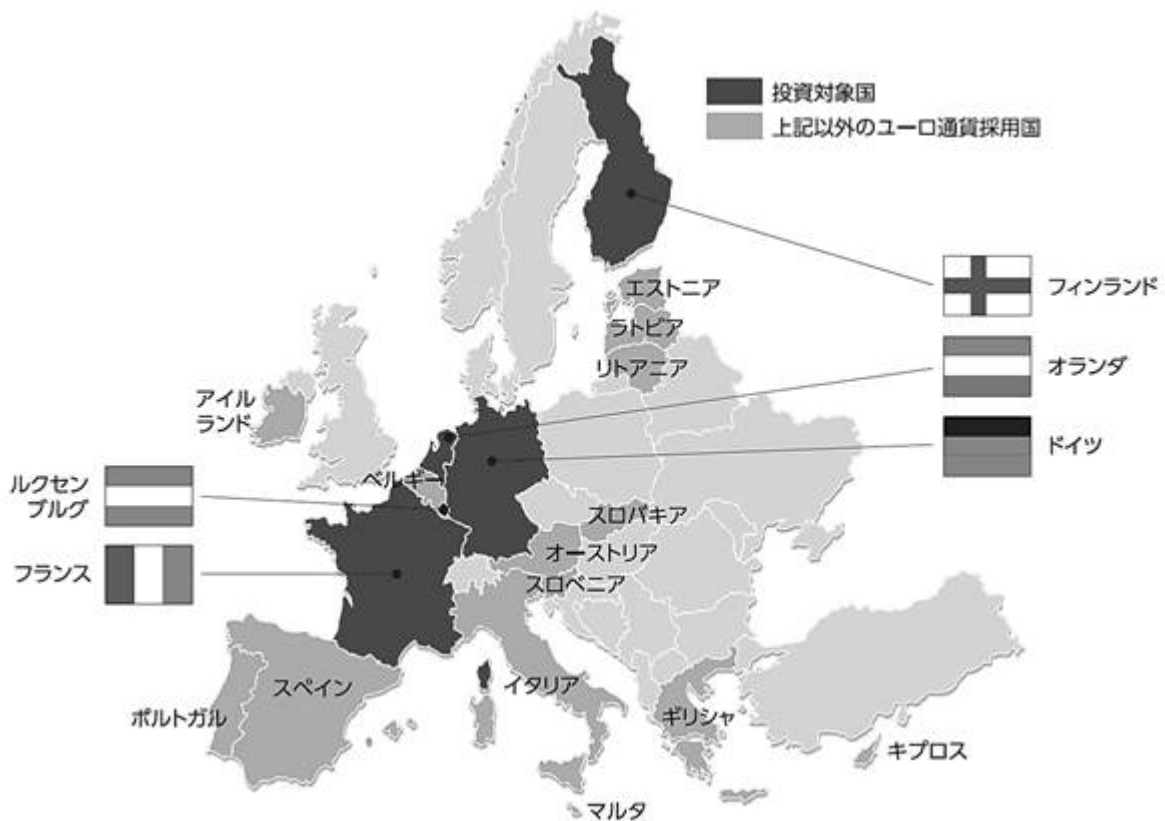 投資対象国
上記以外のユーロ通貨採用国
フィンランド
エストニア
ラトビア
リトアニア
オランダ
アイル
ランド
ドイツ
ベルギー
ルクセン
ブルグ
スロバキア
オーストリア
フランス
スロベニア
スペイン
イタリア
ポルトガル
ギリシャ
キプロス
マルタ